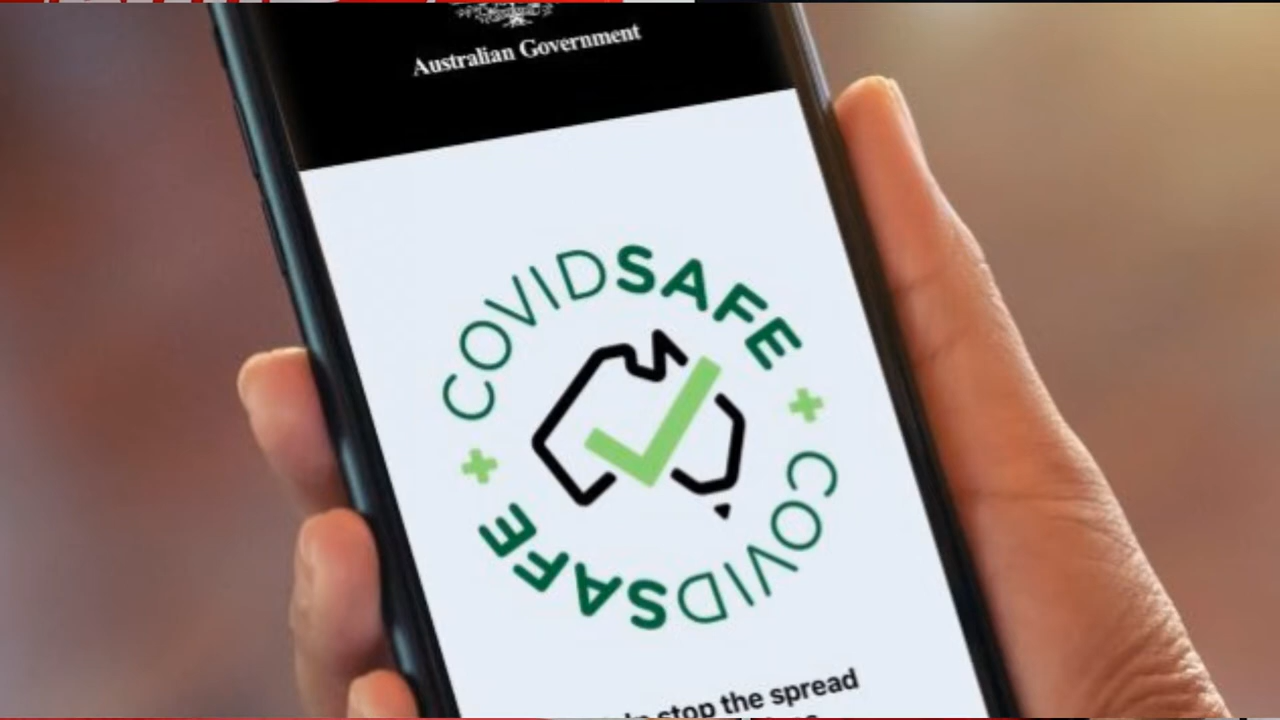 Australian Government
COVIDSAFE + COVIDSAFE +
stop the spread